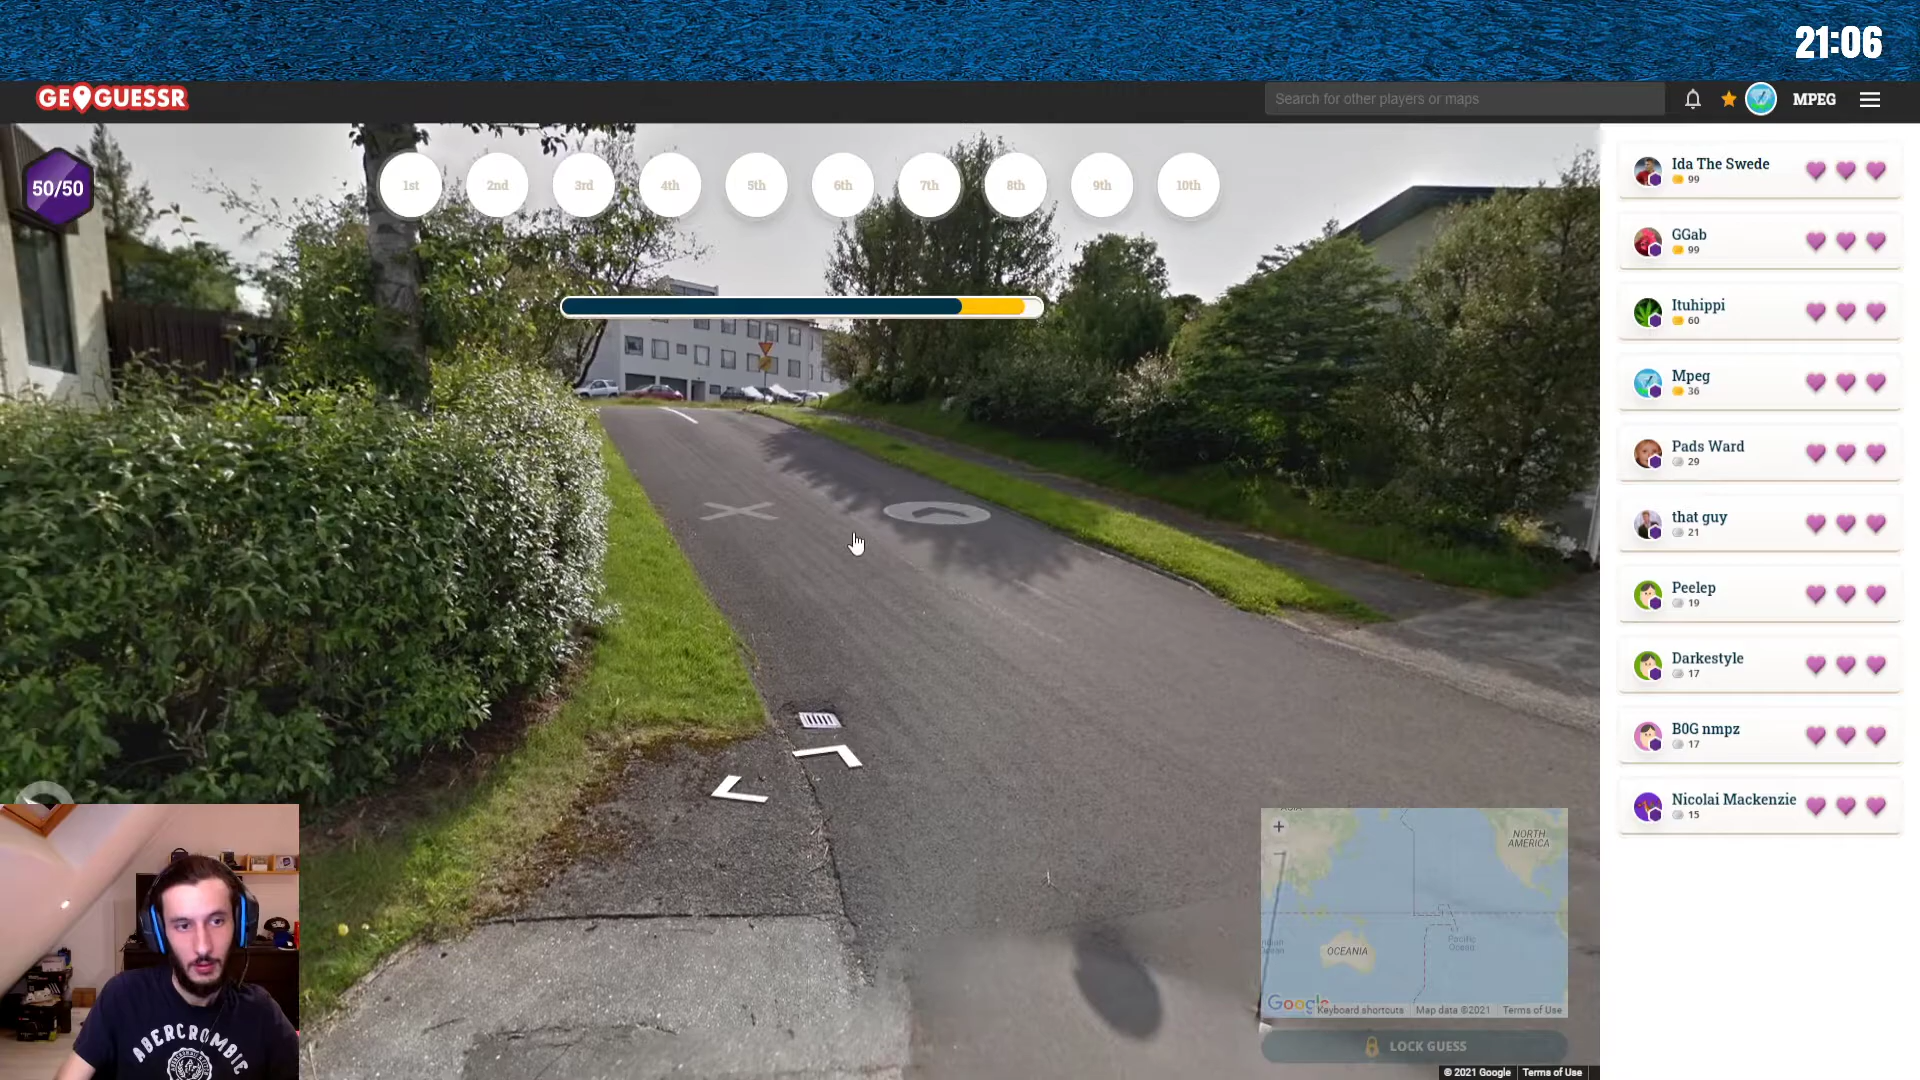 21:06
GEOGUESSR
Search for other players or maps
MPEG
50/50
1st
2nd
3rd
4th
5th
6th
7th
8th
9th
10th
Ida The Swede
99
GGab
99
Ituhippi
60
Mpeg
36
Pads Ward
29
that guy
21
Peelep
19
Darkestyle
17
B0G nmpz
17
Nicolai Mackenzie
15
NORTH
AMERICA
OCEANIA
Pacific
Ocean
Google
Keyboard shortcuts
Map data ©2021
Terms of Use
LOCK GUESS
© 2021 Google
Terms of Use
ABERCROMBIE